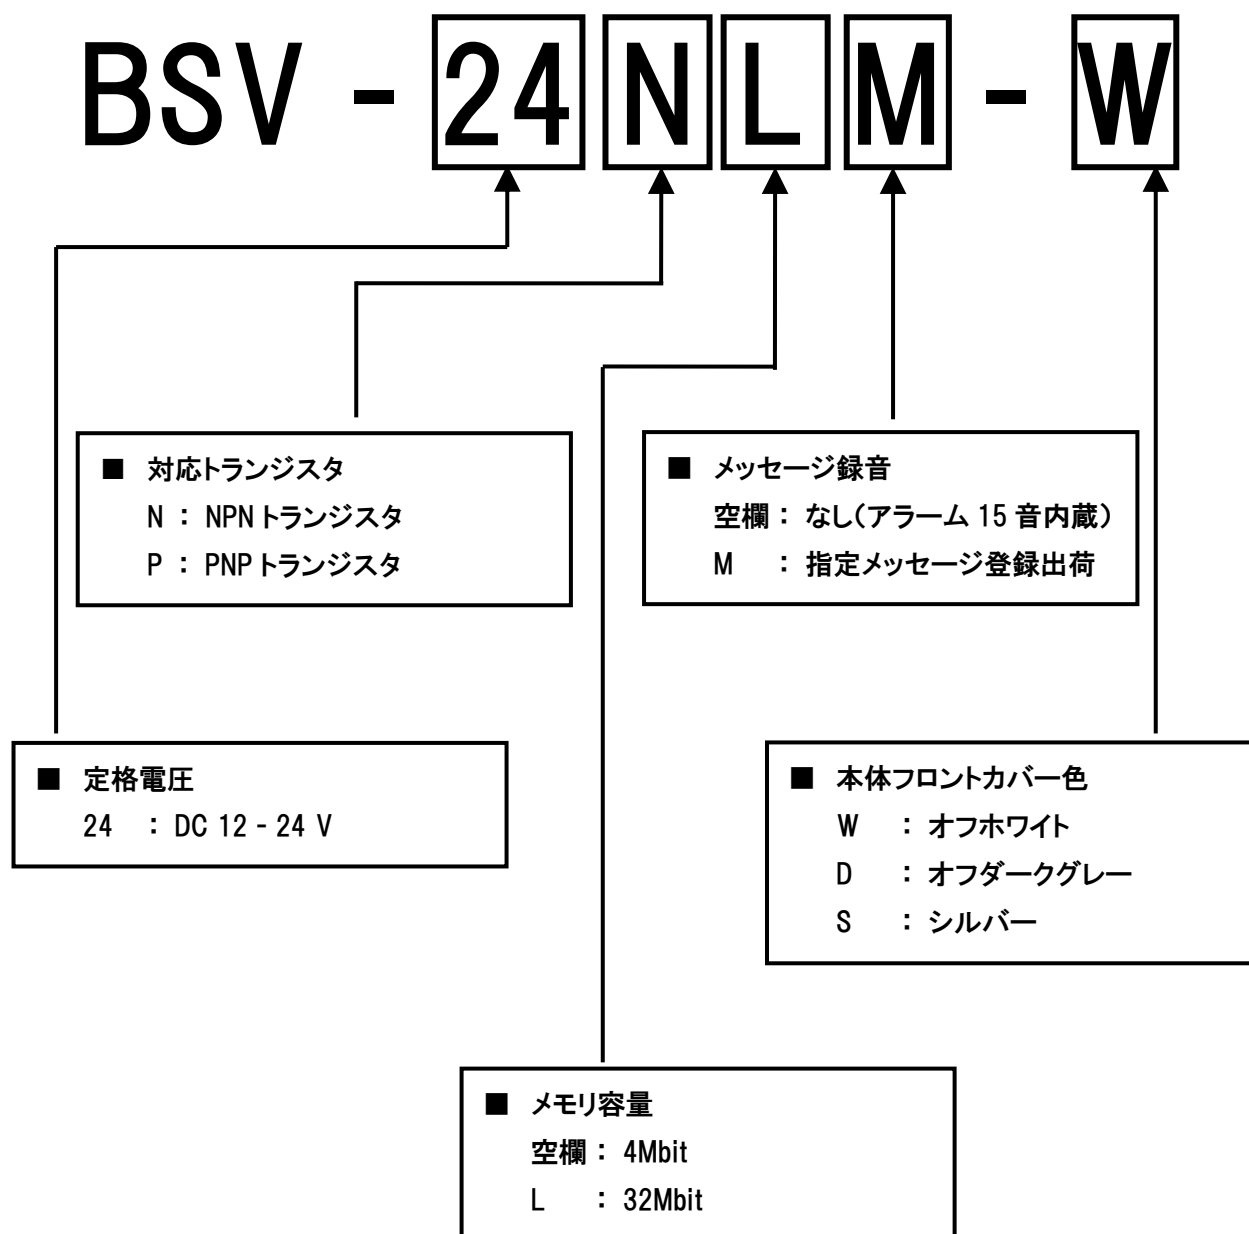 BSV - 24 N L M - W
■ 対応トランジスタ
N : NPN トランジスタ
P : PNP トランジスタ
■ メッセージ録音
空欄 : なし(アラーム 15 音内蔵)
M : 指定メッセージ登録出荷
■ 定格電圧
24 : DC 12 - 24 V
■ 本体フロントカバー色
W : オフホワイト
D : オフダークグレー
S : シルバー
■ メモリ容量
空欄 : 4Mbit
L : 32Mbit